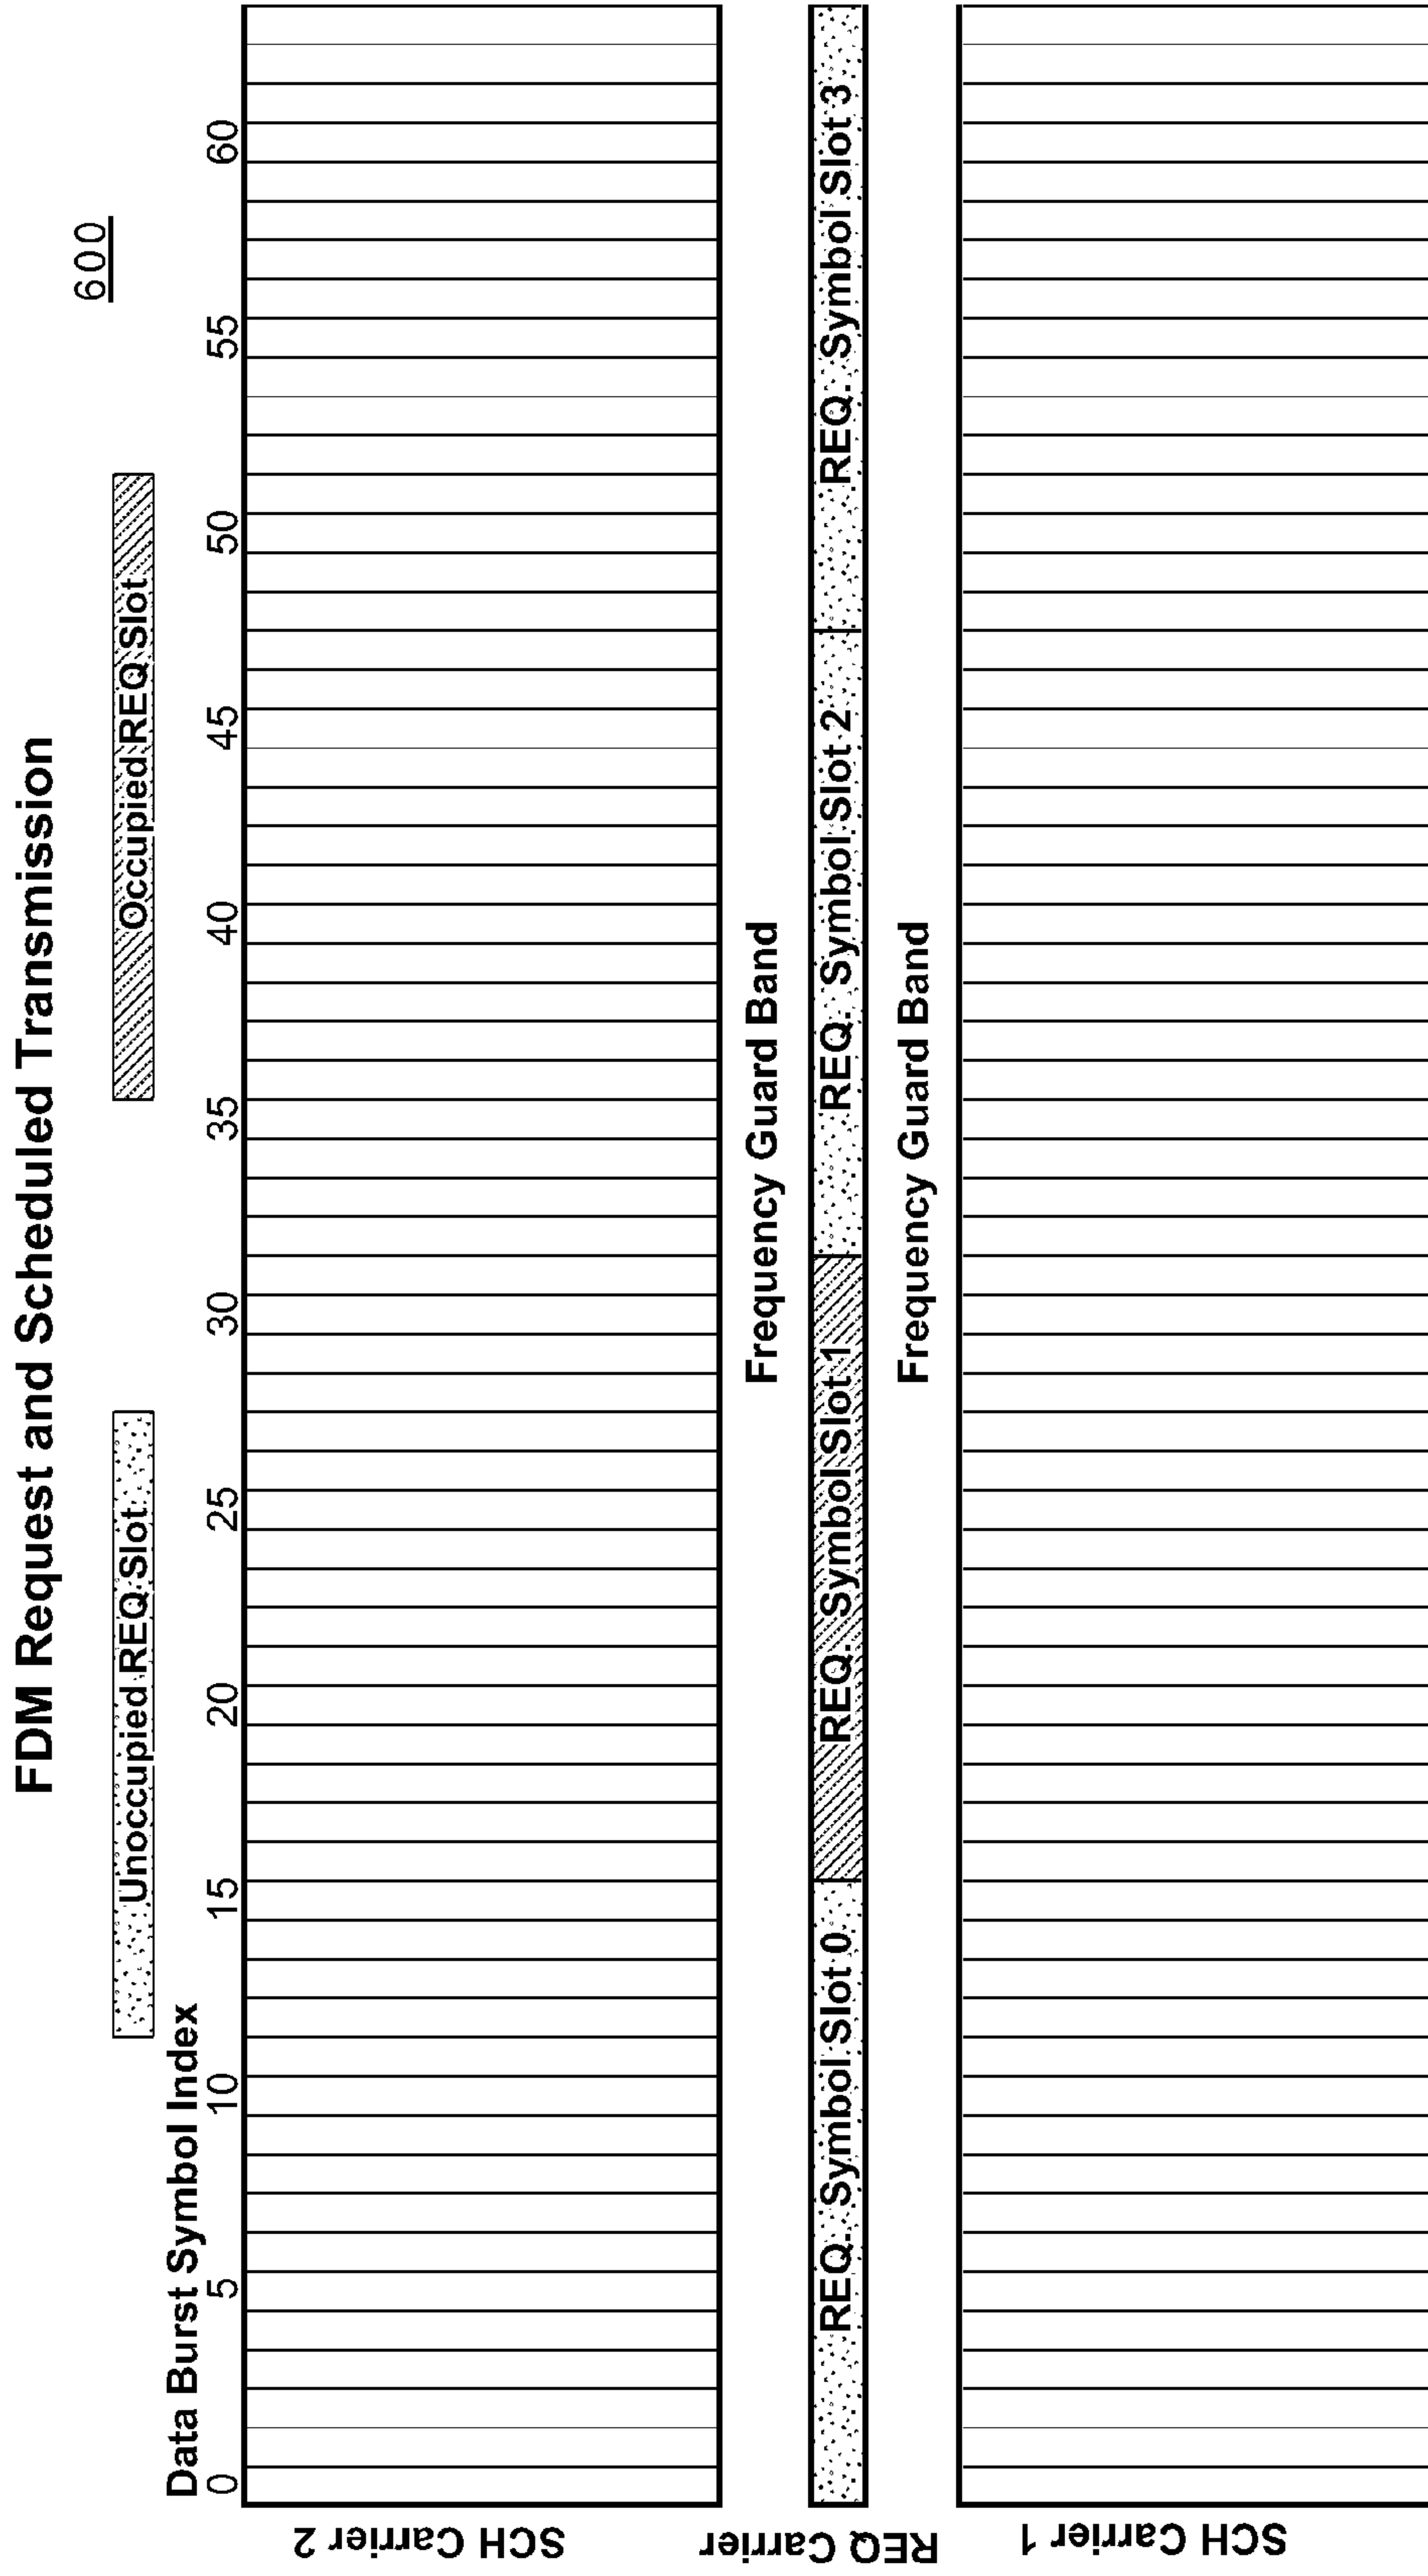 FDM Request and Scheduled Transmission
600
Unoccupied REQ Slot
Occupied REQ Slot
Data Burst Symbol Index
0 5 10 15 20 25 30 35 40 45 50 55 60
SCH Carrier 2
Frequency Guard Band
REQ Carrier
REQ. Symbol Slot 0
REQ. Symbol Slot 1
REQ. Symbol Slot 2
REQ. Symbol Slot 3
Frequency Guard Band
SCH Carrier 1